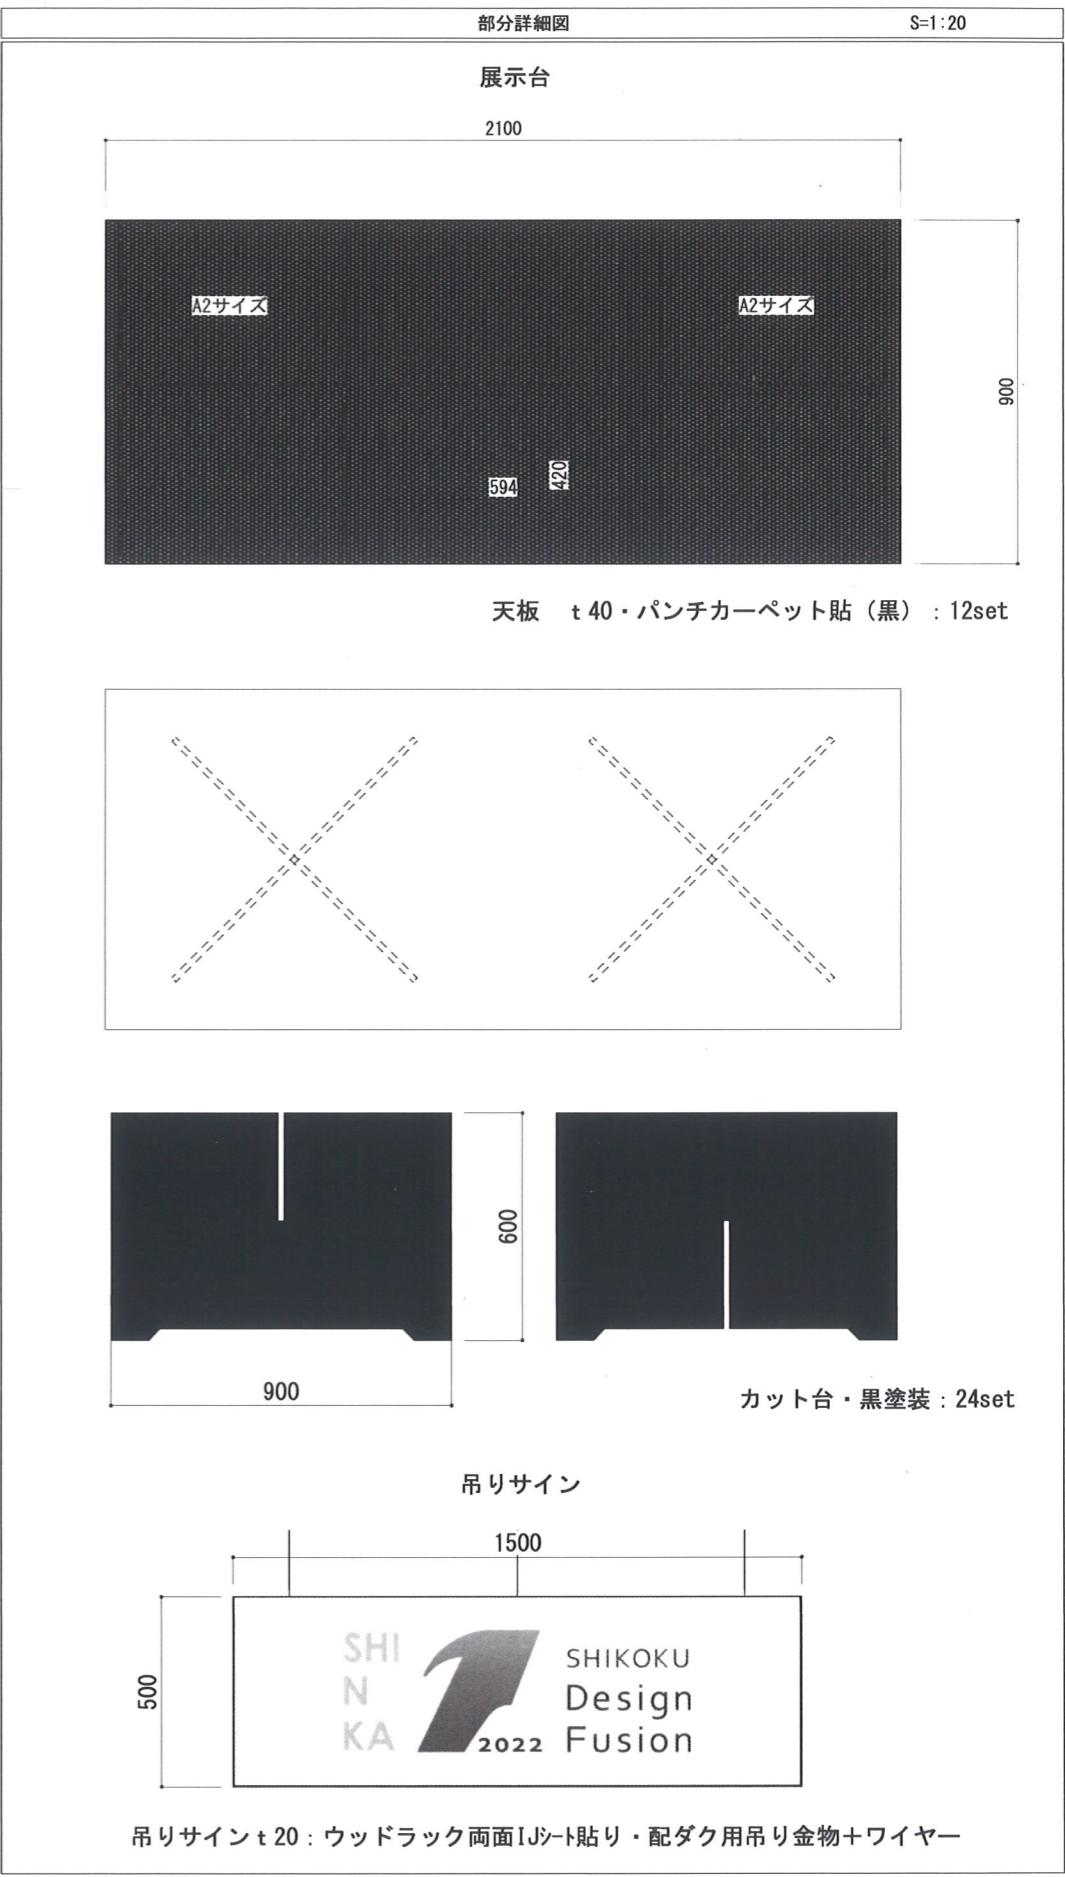 部分詳細図 S=1:20
展示台
2100
A2サイズ A2サイズ
900
594 420
天板 t40・パンチカーペット貼（黒）：12set
600
900
カット台・黒塗装：24set
吊りサイン
1500
500
SHI
N
KA
2022
SHIKOKU
Design
Fusion
吊りサインt20：ウッドラック両面IJｼｰﾄ貼り・配ダク用吊り金物＋ワイヤー